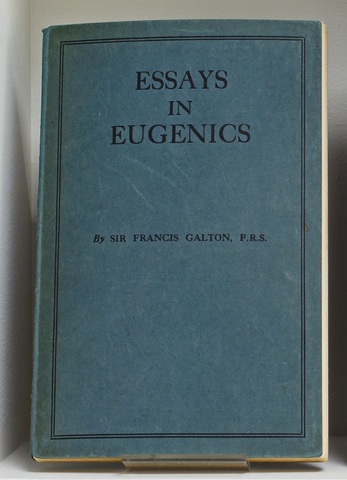 ESSAYS
IN
EUGENICS
By SIR FRANCIS GALTON, F.R.S.